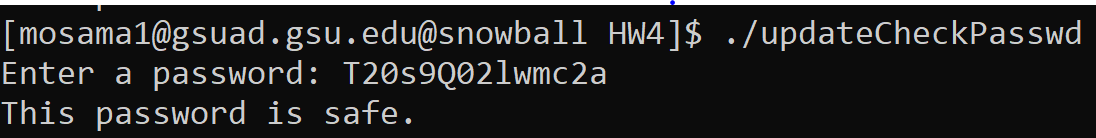 [mosama1@gsuad.gsu.edu@snowball HW4]$ ./updateCheckPasswd
Enter a password: T20s9Q02lwmc2a
This password is safe.